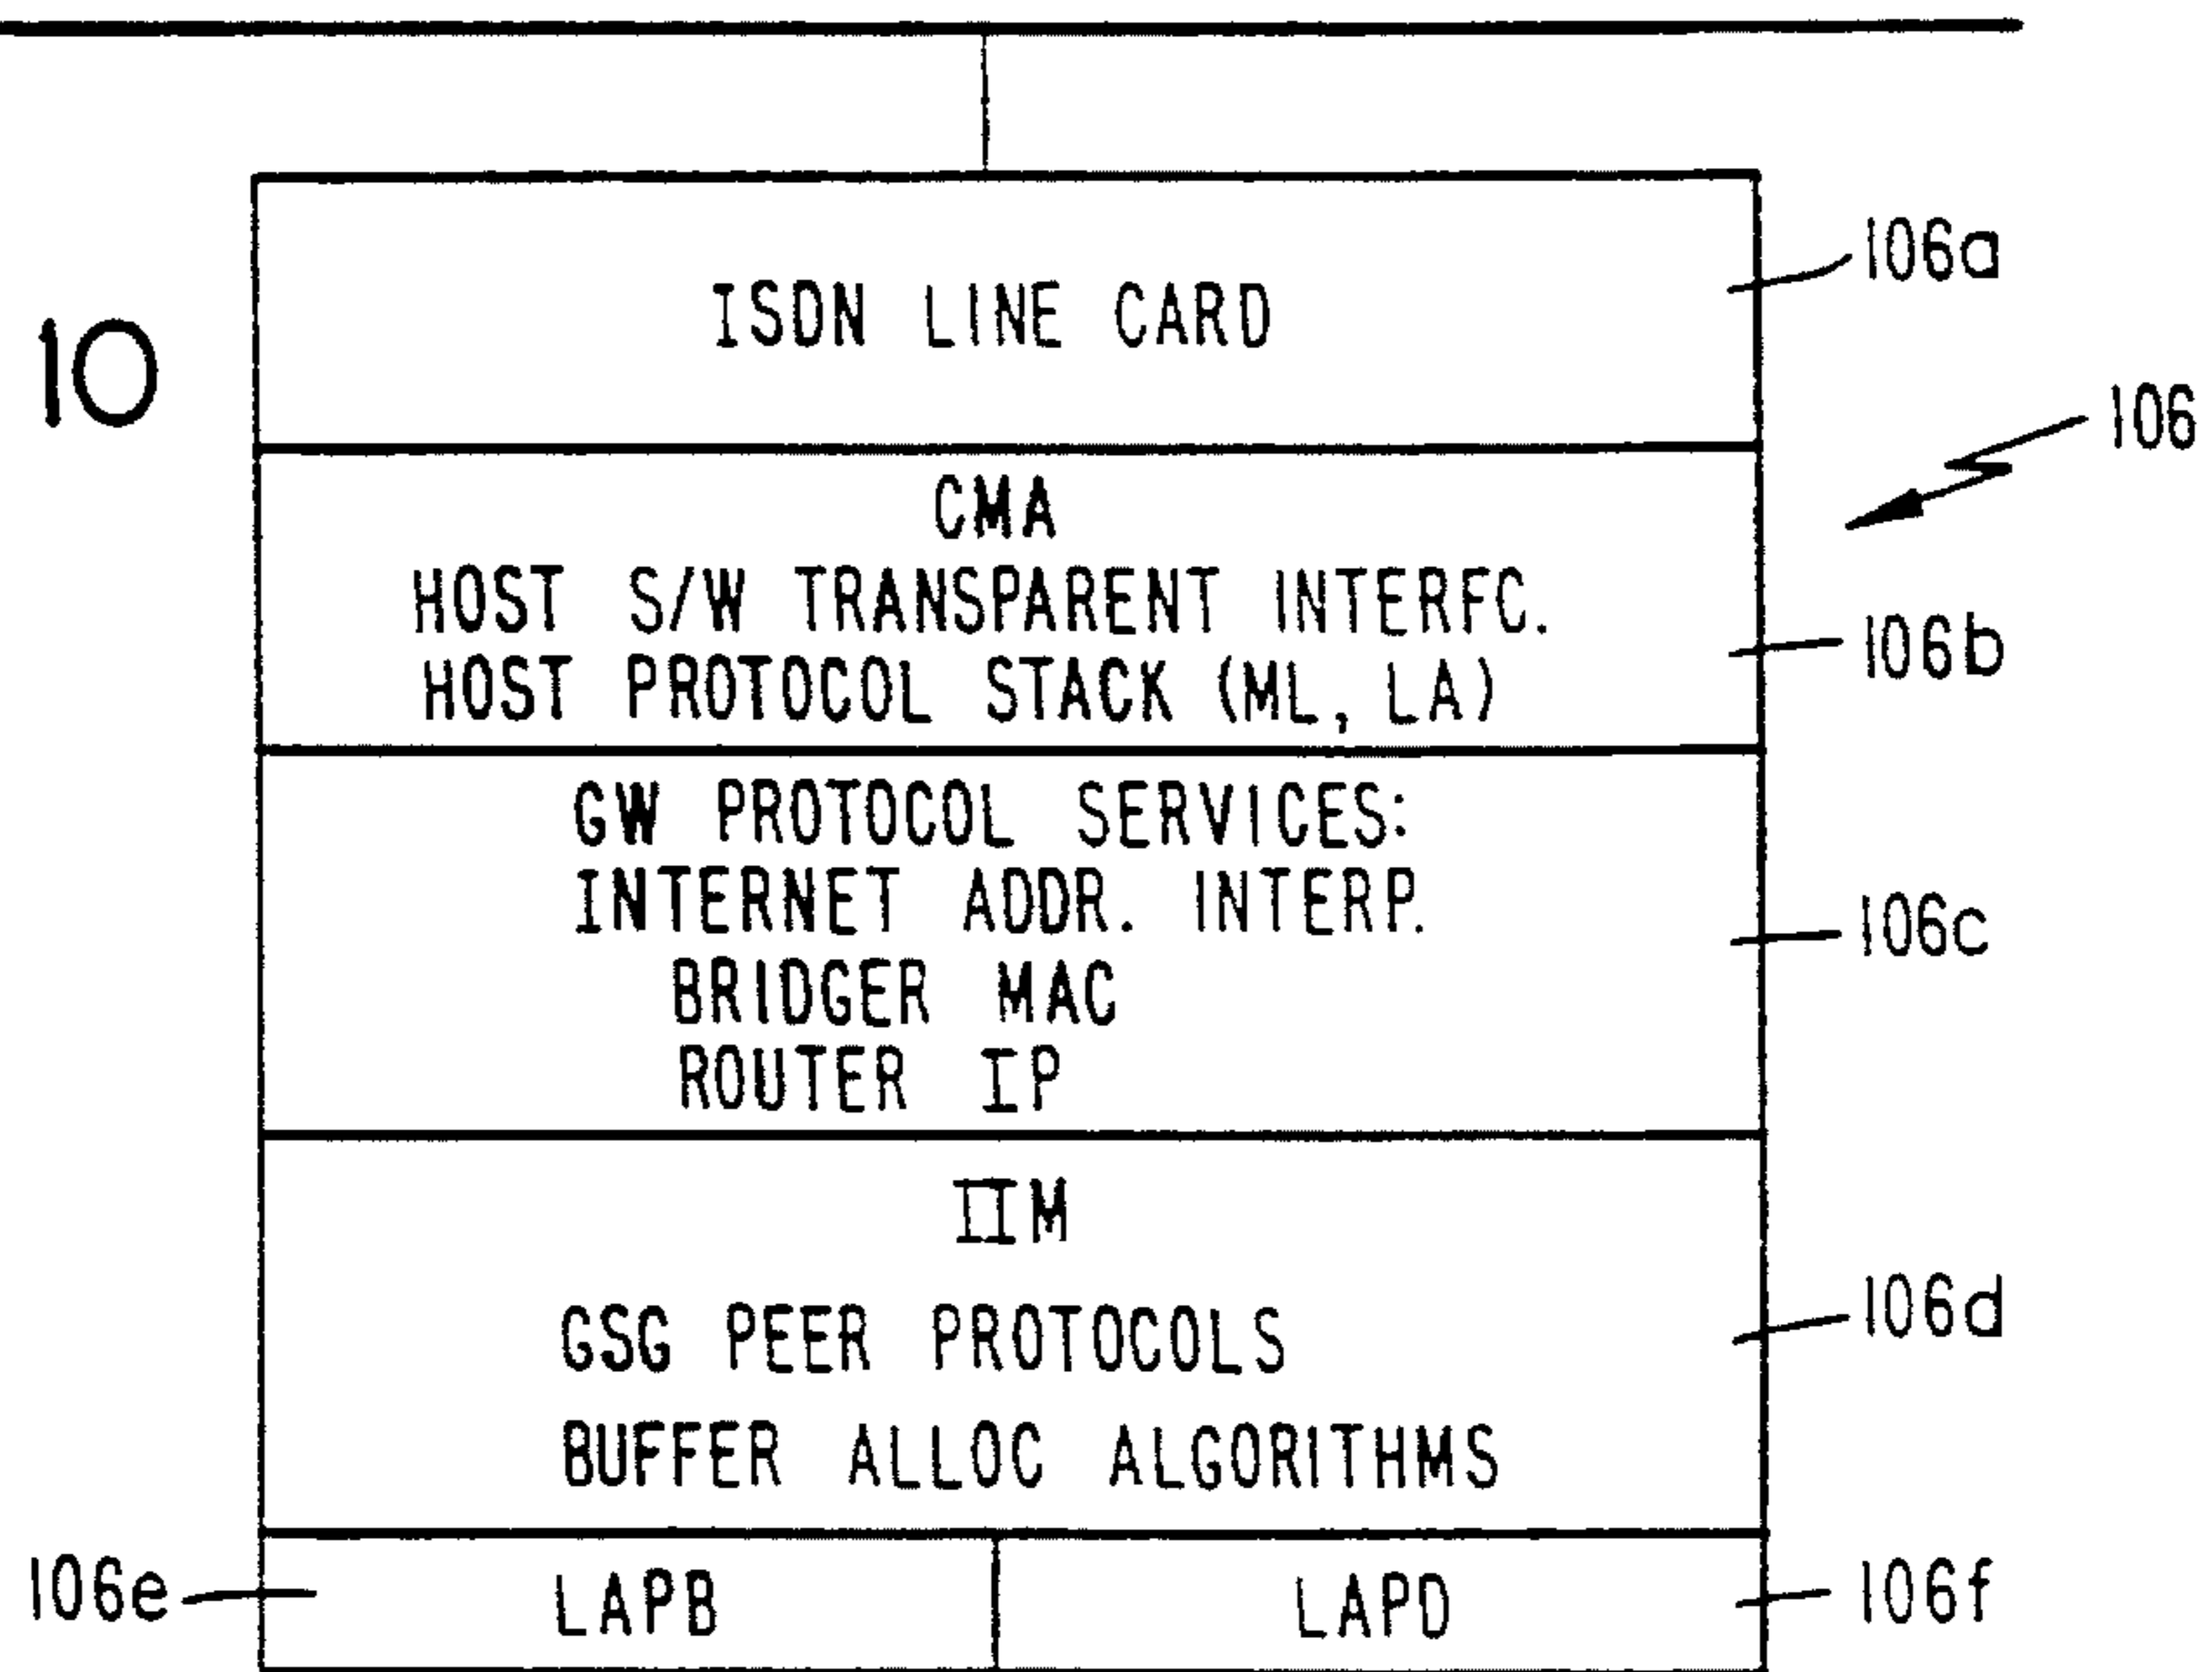 ISDN LINE CARD
106a
10
106
CMA
HOST S/W TRANSPARENT INTERFC.
HOST PROTOCOL STACK (ML, LA)
106b
GW PROTOCOL SERVICES:
INTERNET ADDR. INTERP.
BRIDGER MAC
ROUTER IP
106c
IIM
GSG PEER PROTOCOLS
BUFFER ALLOC ALGORITHMS
106d
106e
LAPB
LAPD
106f